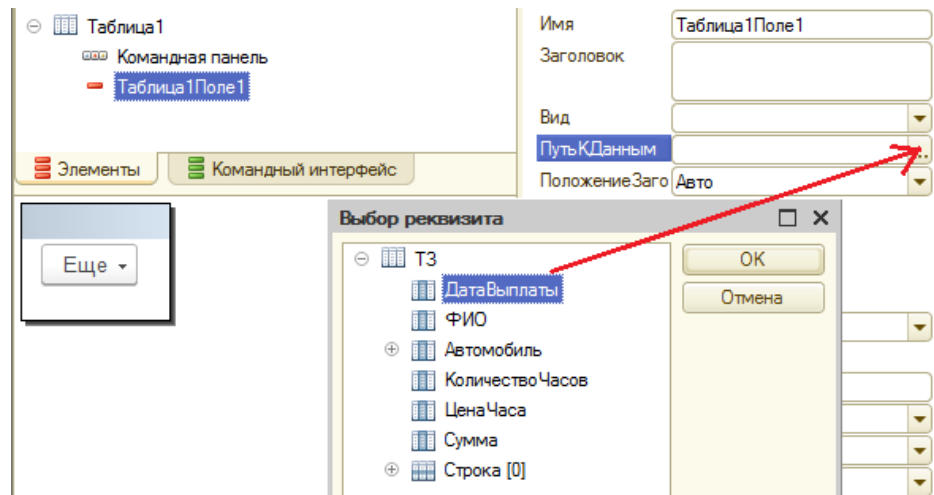 Таблица1
Командная панель
Таблица1Поле1
Элементы
Командный интерфейс
Имя
Таблица1Поле1
Заголовок
Вид
ПутьКДанным
...
ПоложениеЗаго
Авто
Еще
Выбор реквизита
ТЗ
ДатаВыплаты
ФИО
Автомобиль
КоличествоЧасов
ЦенаЧаса
Сумма
Строка [0]
ОК
Отмена